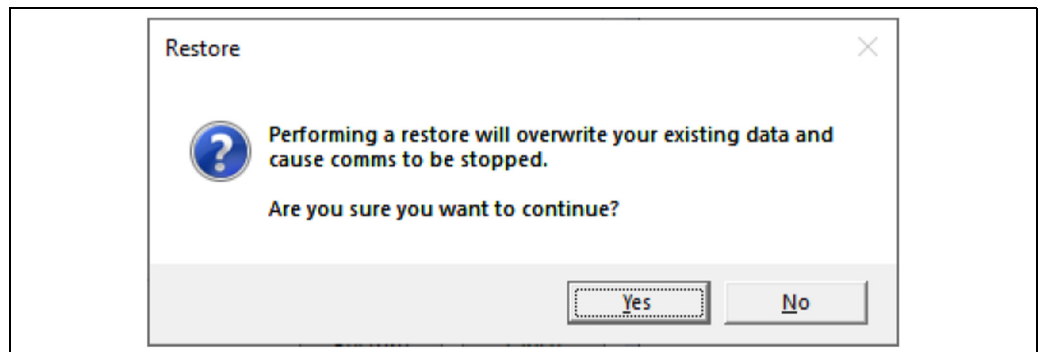 Restore
Performing a restore will overwrite your existing data and
cause comms to be stopped.
Are you sure you want to continue?
Yes
No